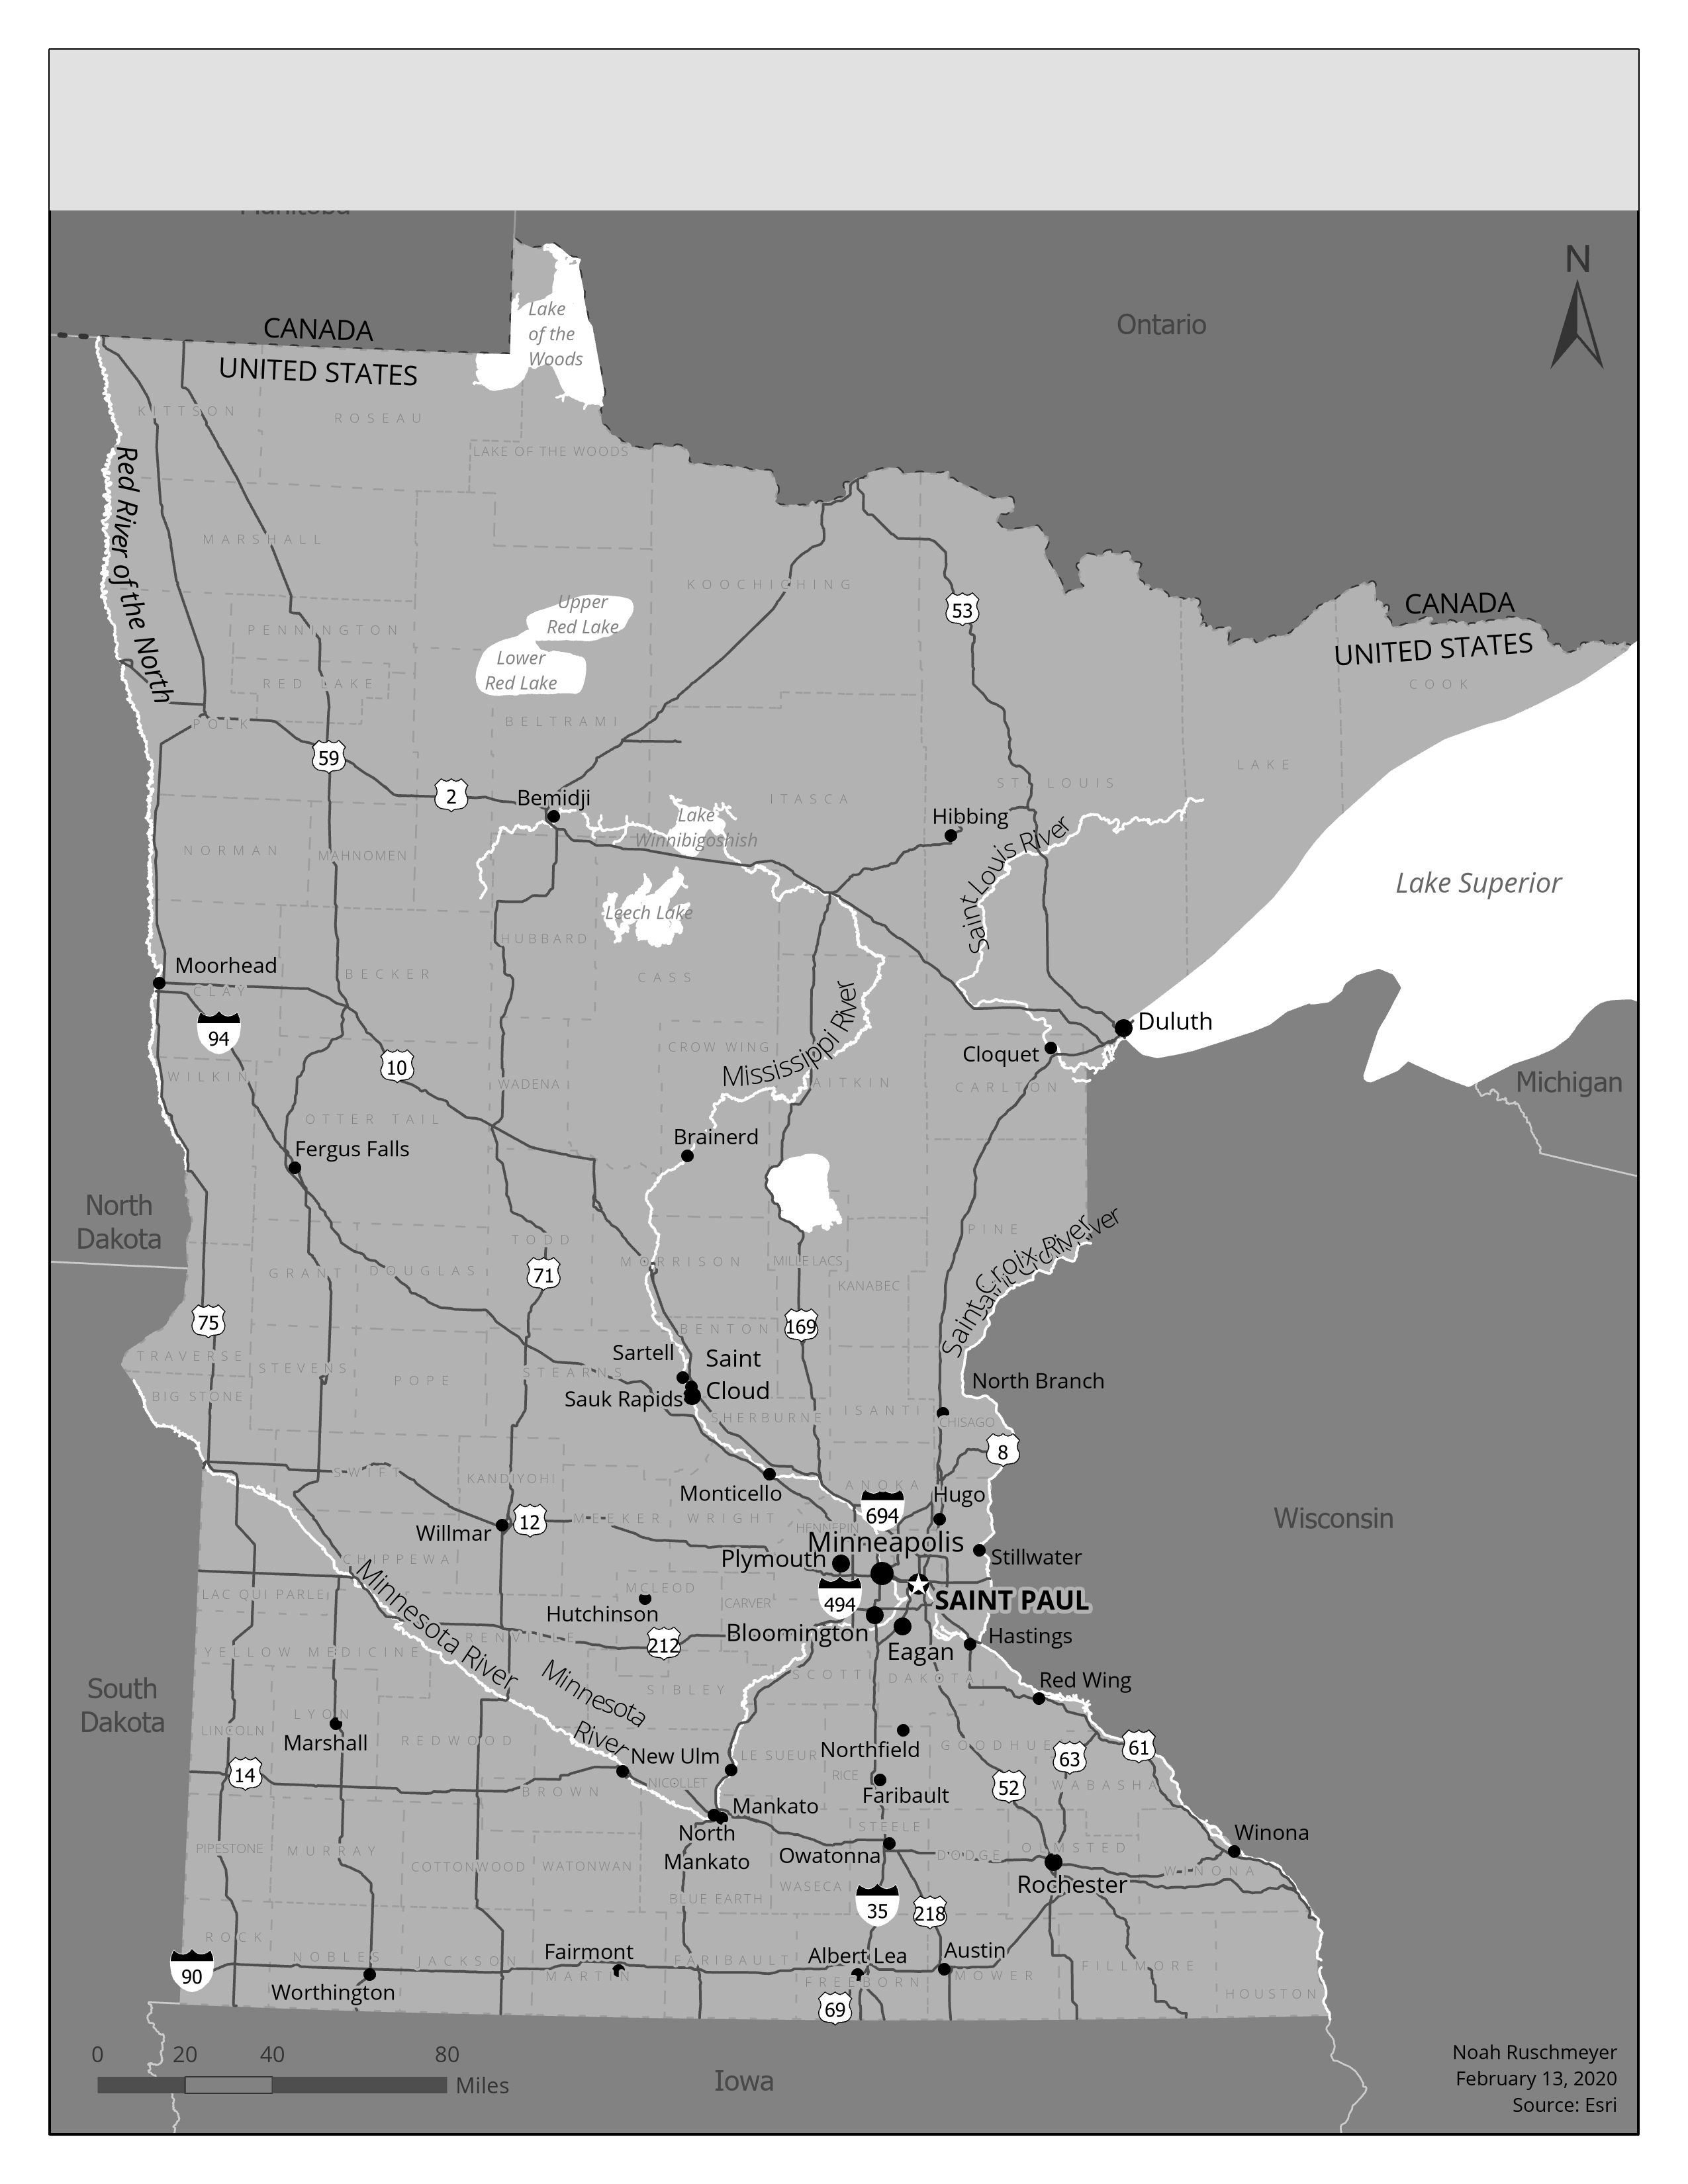 Manitoba
N
Ontario
Lake
of the
Woods
CANADA
UNITED STATES
KITTSON
ROSEAU
LAKE OF THE WOODS
Red River of the North
MARSHALL
KOOCHICHING
Upper
Red Lake
53
CANADA
UNITED STATES
PENNINGTON
Lower
Red Lake
RED LAKE
COOK
POLK
BELTRAMI
59
LAKE
ST. LOUIS
2
Bemidji
ITASCA
Hibbing
Lake
Winnibigoshish
Saint Louis River
NORMAN
MAHNOMEN
Lake Superior
Leech Lake
HUBBARD
Moorhead
BECKER
CASS
CLAY
94
Mississippi River
Duluth
CROW WING
Cloquet
10
WILKIN
WADENA
AITKIN
CARLTON
Michigan
OTTER TAIL
Brainerd
Fergus Falls
North
Dakota
PINE
Saint Croix River
TODD
MORRISON
MILLE LACS
GRANT
DOUGLAS
71
KANABEC
75
BENTON
169
TRAVERSE
STEVENS
STEARNS
Sartell
Saint
Cloud
POPE
North Branch
BIG STONE
Sauk Rapids
SHERBURNE
ISANTI
CHISAGO
8
SWIFT
KANDIYOHI
ANOKA
Monticello
Hugo
694
12
Willmar
MEEKER
WRIGHT
HENNEPIN
Wisconsin
Minneapolis
Plymouth
Stillwater
CHIPPEWA
LAC QUI PARLE
MCLEOD
CARVER
494
SAINT PAUL
Hutchinson
Minnesota River
RENVILLE
212
Bloomington
Hastings
Eagan
YELLOW MEDICINE
SCOTT
DAKOTA
Red Wing
Minnesota
River
SIBLEY
South
Dakota
LYON
LINCOLN
Marshall
REDWOOD
Northfield
GOODHUE
61
New Ulm
LE SUEUR
63
14
NICOLLET
RICE
52
WABASHA
BROWN
Faribault
Mankato
North
Mankato
STEELE
Winona
PIPESTONE
MURRAY
Owatonna
DODGE
OLMSTED
COTTONWOOD
WATONWAN
WINONA
WASECA
Rochester
BLUE EARTH
35
218
ROCK
NOBLES
JACKSON
Fairmont
MARTIN
FARIBAULT
Albert Lea
Austin
90
FREEBORN
MOWER
FILLMORE
Worthington
HOUSTON
69
0 20 40 80
Miles
Iowa
Noah Ruschmeyer
February 13, 2020
Source: Esri